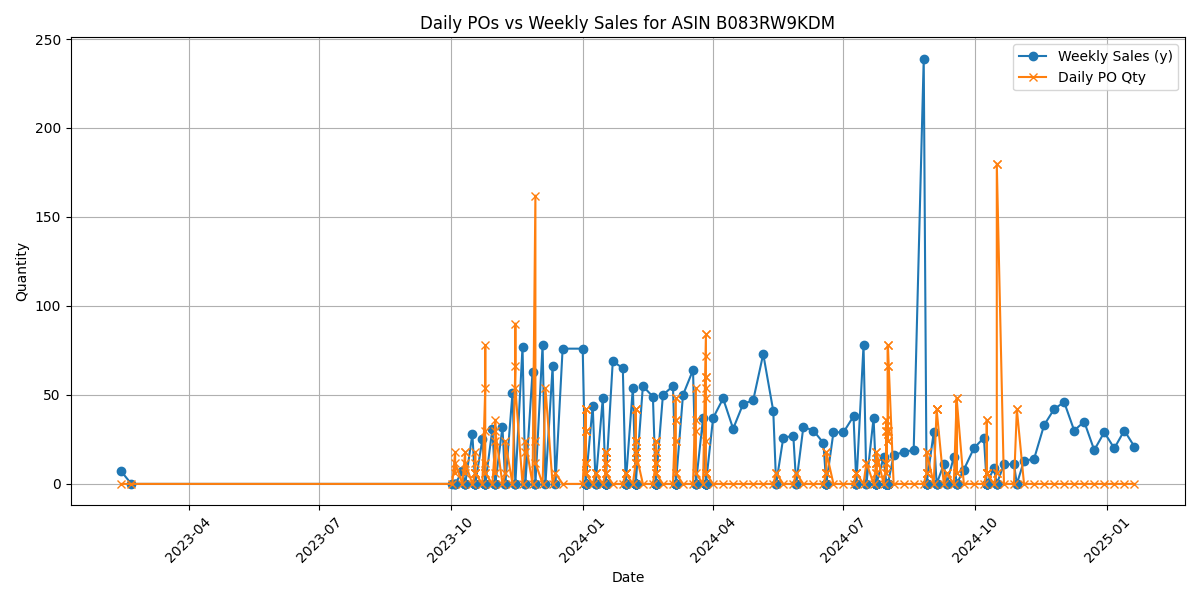 Daily POs vs Weekly Sales for ASIN B083RW9KDM
Weekly Sales (y)
Daily PO Qty
Quantity
250
200
150
100
50
0
2023-04
2023-07
2023-10
2024-01
2024-04
2024-07
2024-10
2025-01
Date